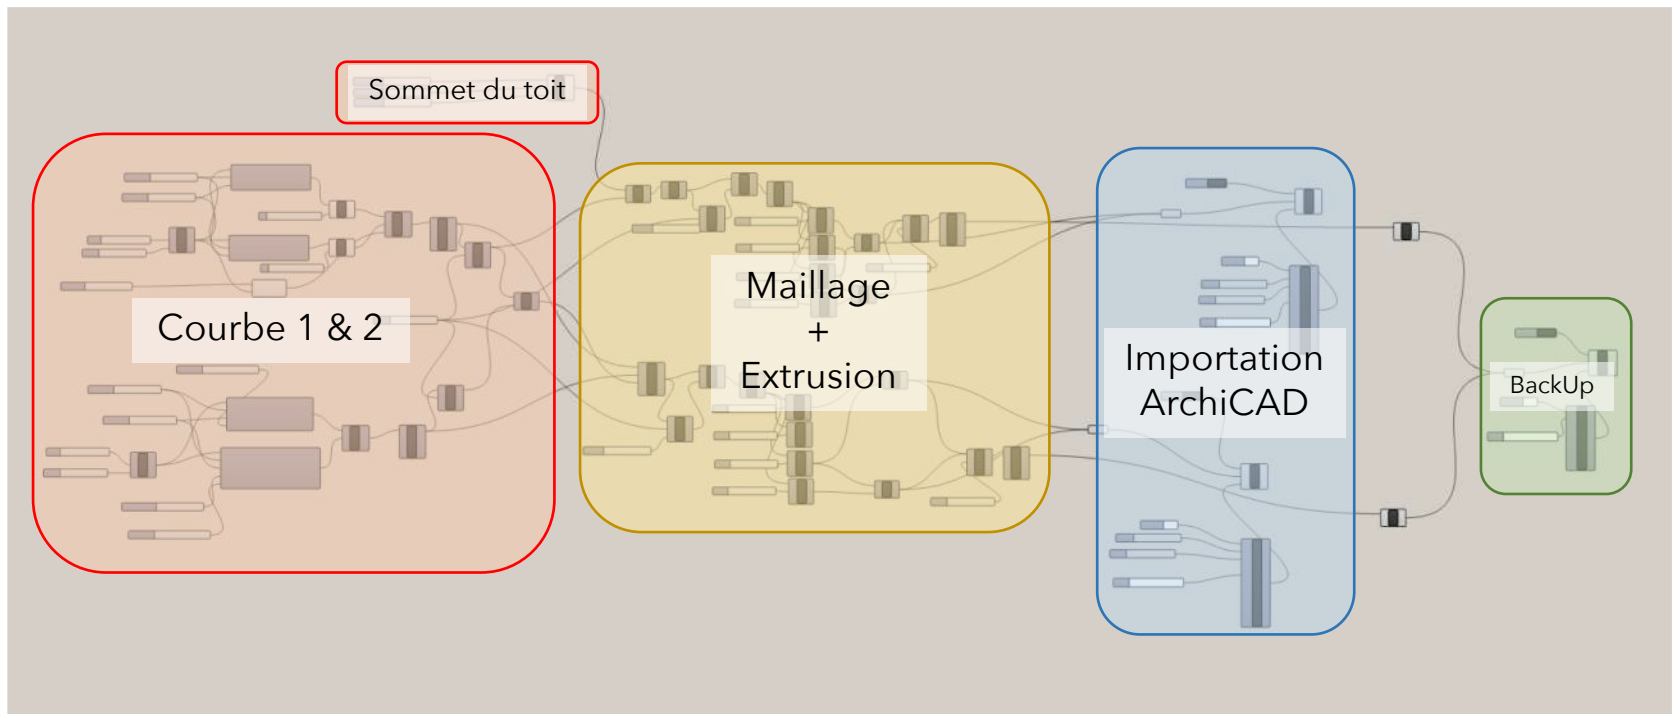 Sommet du toit
Courbe 1 & 2
Maillage
+
Extrusion
Importation
ArchiCAD
BackUp